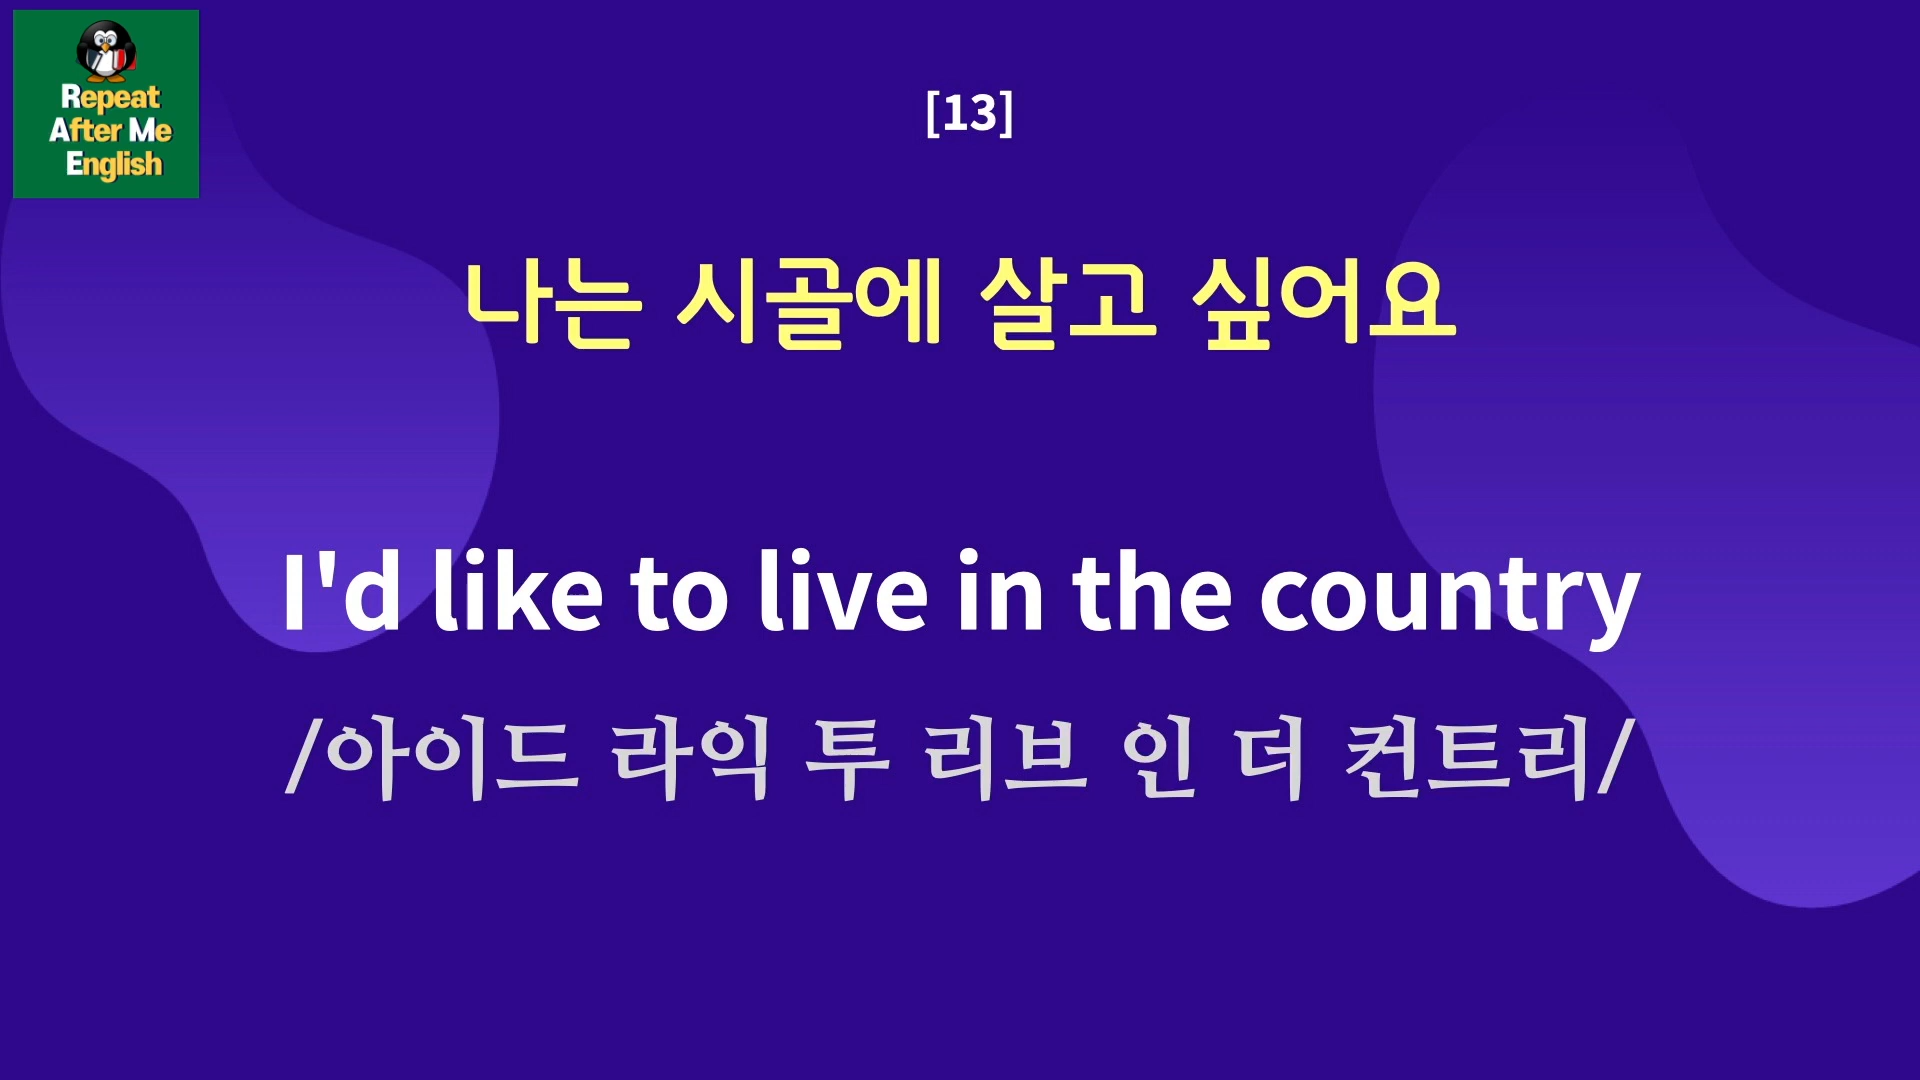 Repeat
After Me
English
[13]
나는 시골에 살고 싶어요
I'd like to live in the country
/아이드 라익 투 리브 인 더 컨트리/